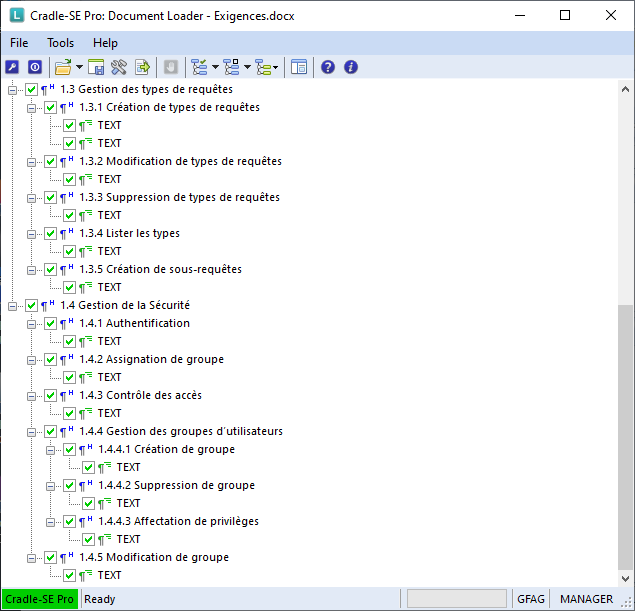 Cradle-SE Pro: Document Loader - Exigences.docx
File Tools Help
1.3 Gestion des types de requêtes
1.3.1 Création de types de requêtes
TEXT
TEXT
1.3.2 Modification de types de requêtes
TEXT
1.3.3 Suppression de types de requêtes
TEXT
1.3.4 Lister les types
TEXT
1.3.5 Création de sous-requêtes
TEXT
1.4 Gestion de la Sécurité
1.4.1 Authentification
TEXT
1.4.2 Assignation de groupe
TEXT
1.4.3 Contrôle des accès
TEXT
1.4.4 Gestion des groupes d'utilisateurs
1.4.4.1 Création de groupe
TEXT
1.4.4.2 Suppression de groupe
TEXT
1.4.4.3 Affectation de privilèges
TEXT
1.4.5 Modification de groupe
TEXT
Cradle-SE Pro Ready GFAG MANAGER